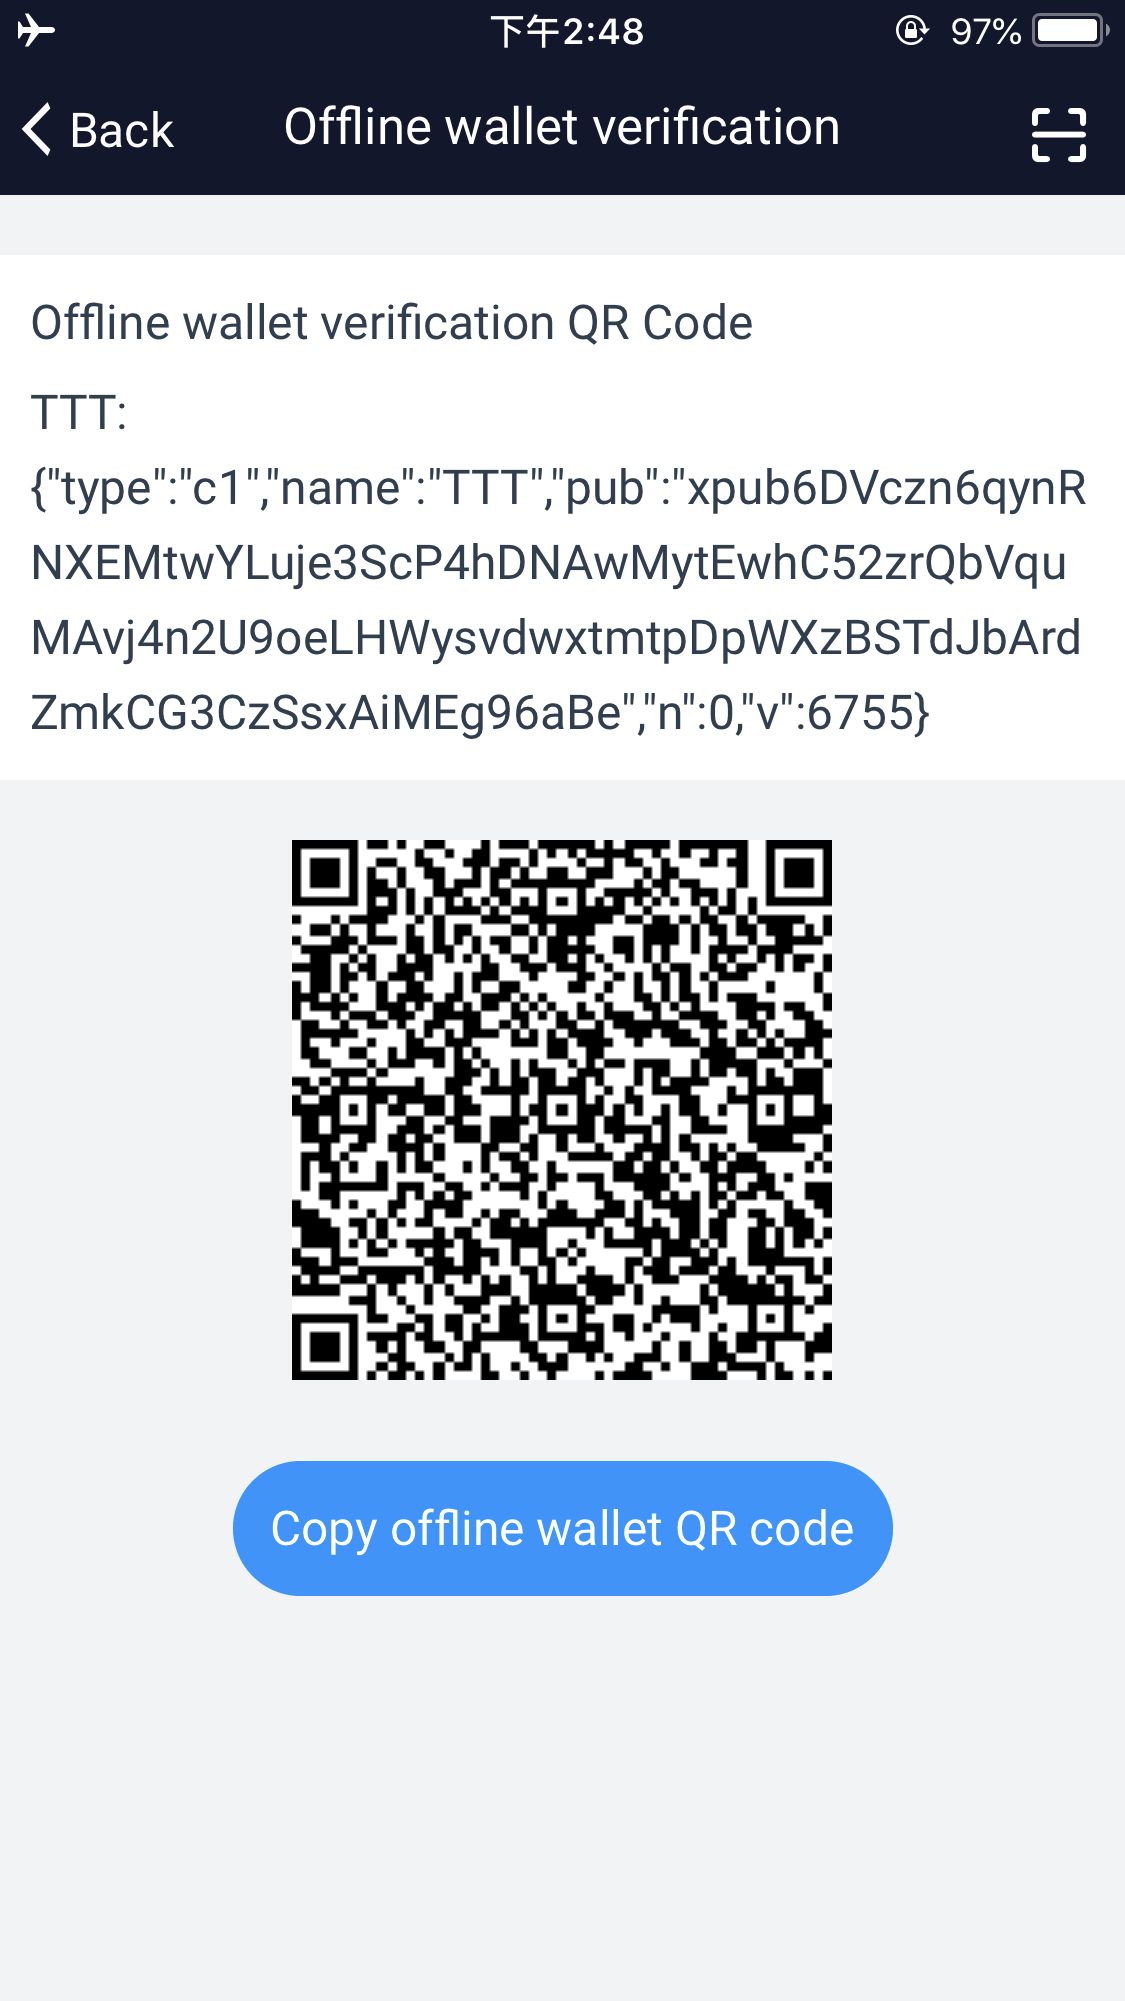 下午2:48
97%
Back
Offline wallet verification
Offline wallet verification QR Code
TTT:
{"type":"c1","name":"TTT","pub":"xpub6DVczn6qynR
NXEMtwYLuje3ScP4hDNAwMytEwhC52zrQbVqu
MAvj4n2U9oeLHWysvdwxtmtpDpWXzBSTdJbArd
ZmkCG3CzSsxAiMEg96aBe","n":0,"v":6755}
Copy offline wallet QR code